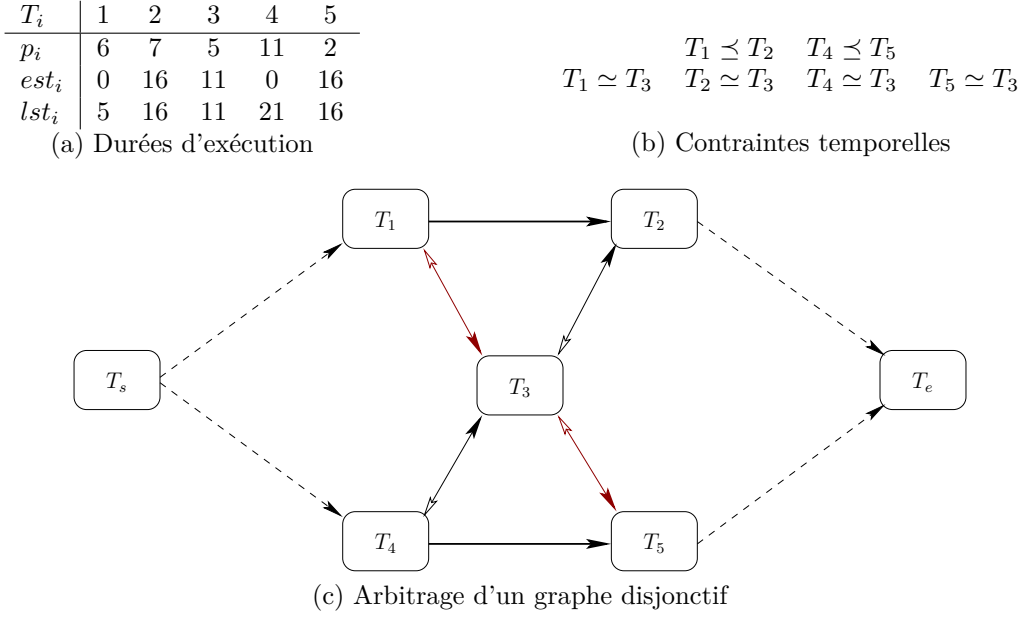 T_i 1 2 3 4 5
p_i 6 7 5 11 2
est_i 0 16 11 0 16
lst_i 5 16 11 21 16
(a) Durées d'exécution
T_1 ⪯ T_2 T_4 ⪯ T_5
T_1 ≃ T_3 T_2 ≃ T_3 T_4 ≃ T_3 T_5 ≃ T_3
(b) Contraintes temporelles
T_1 T_2
T_s T_3 T_e
T_4 T_5
(c) Arbitrage d'un graphe disjonctif